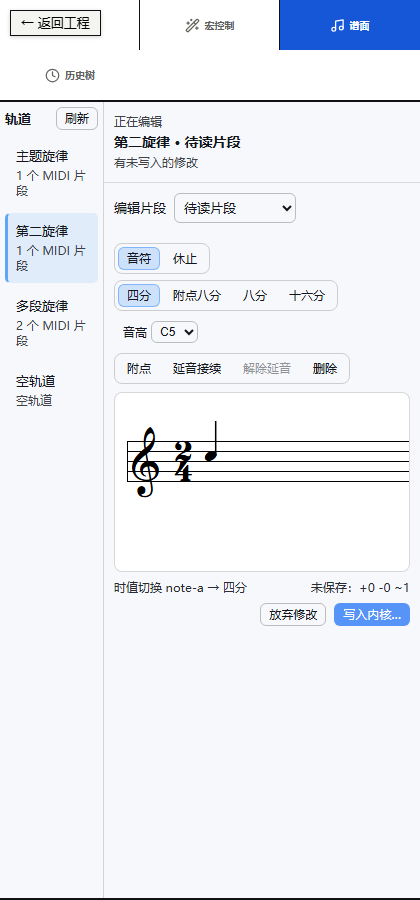 ← 返回工程
宏控制
谱面
历史树
轨道
刷新
主题旋律
1 个 MIDI 片
段
第二旋律
1 个 MIDI 片
段
多段旋律
2 个 MIDI 片
段
空轨道
空轨道
正在编辑
第二旋律 • 待读片段
有未写入的修改
编辑片段
待读片段
音符
休止
四分
附点八分
八分
十六分
音高
C5
附点
延音接续
解除延音
删除
2
4
时值切换 note-a → 四分
未保存：+0 -0 ~1
放弃修改
写入内核...